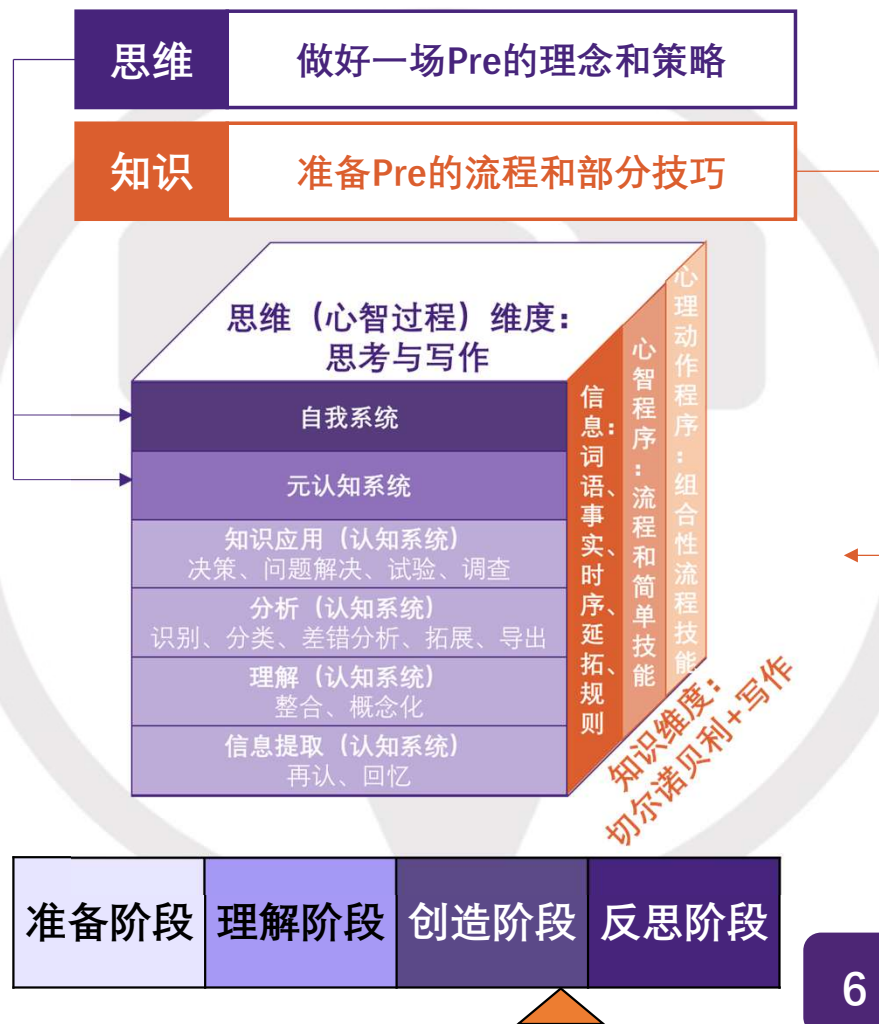 思维
做好一场Pre的理念和策略
知识
准备Pre的流程和部分技巧
思维（心智过程）维度：
思考与写作
自我系统
元认知系统
知识应用（认知系统）
决策、问题解决、试验、调查
分析（认知系统）
识别、分类、差错分析、拓展、导出
理解（认知系统）
整合、概念化
信息提取（认知系统）
再认、回忆
信息：词语、事实、时序、延拓、规则
心智程序：流程和简单技能
心理动作程序：组合性流程技能
知识维度：
切尔诺贝利+写作
准备阶段
理解阶段
创造阶段
反思阶段
6